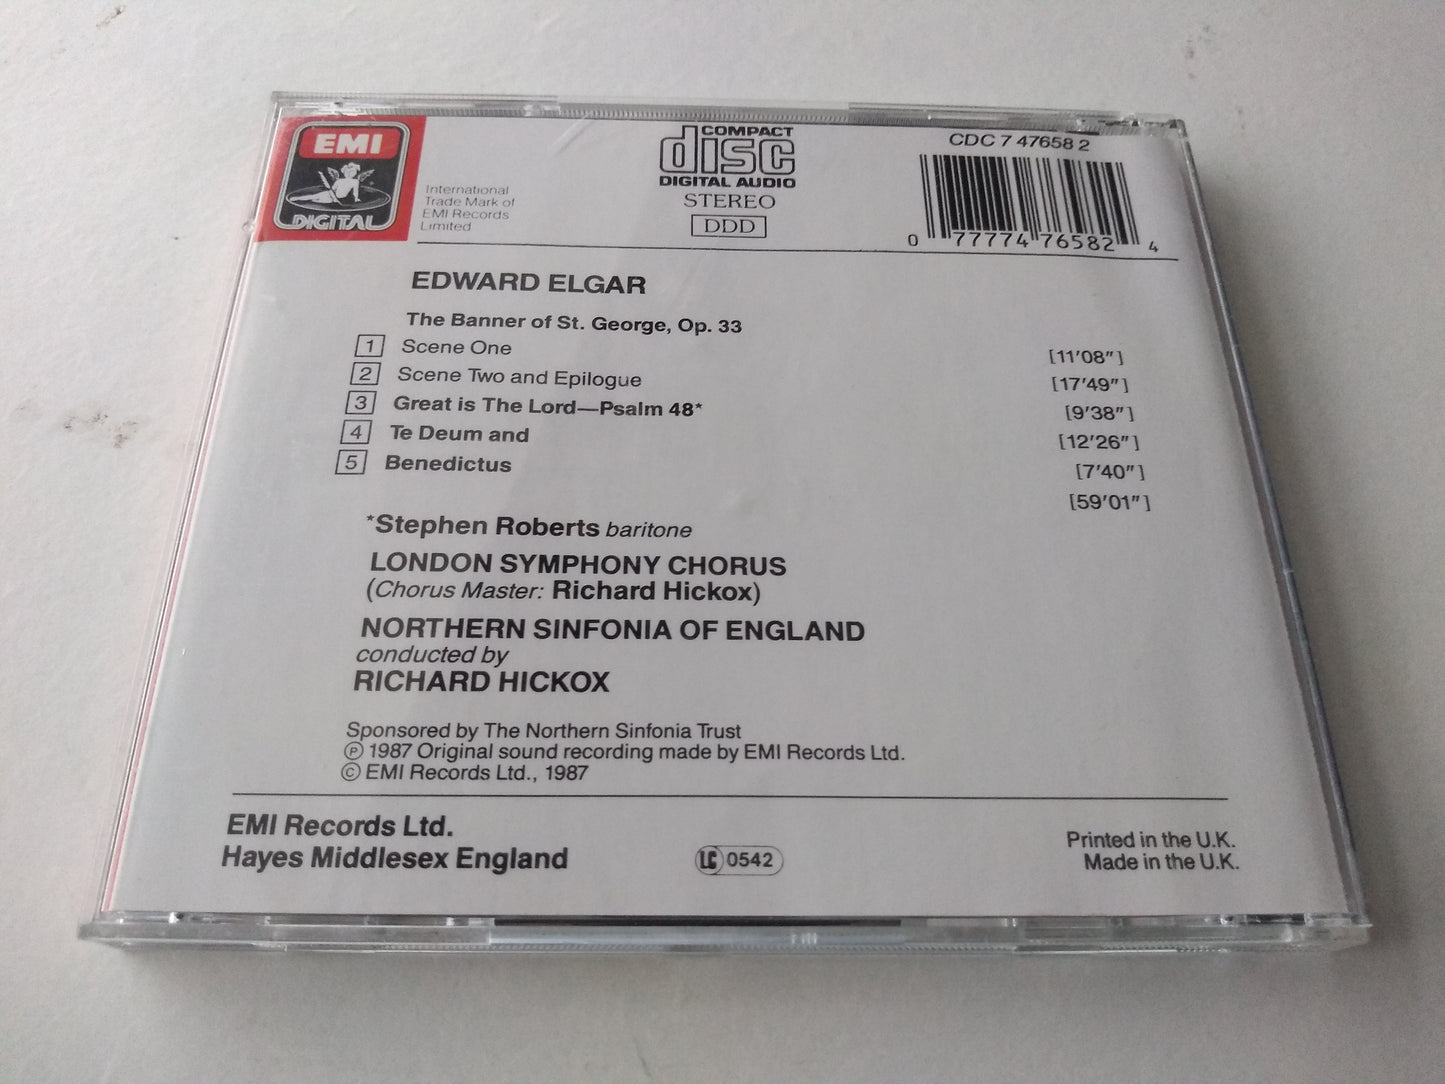 EMI
DIGITAL
International
Trade Mark of
EMI Records
Limited
COMPACT
disc
DIGITAL AUDIO
STEREO
DDD
CDC 7 47658 2
0 77774 76582 4
EDWARD ELGAR
The Banner of St. George, Op. 33
1 Scene One [11′08″]
2 Scene Two and Epilogue [17′49″]
3 Great is The Lord—Psalm 48* [9′38″]
4 Te Deum and [12′26″]
5 Benedictus [7′40″]
[59′01″]
*Stephen Roberts baritone
LONDON SYMPHONY CHORUS
(Chorus Master: Richard Hickox)
NORTHERN SINFONIA OF ENGLAND
conducted by
RICHARD HICKOX
Sponsored by The Northern Sinfonia Trust
℗ 1987 Original sound recording made by EMI Records Ltd.
© EMI Records Ltd., 1987
EMI Records Ltd.
Hayes Middlesex England
LC 0542
Printed in the U.K.
Made in the U.K.